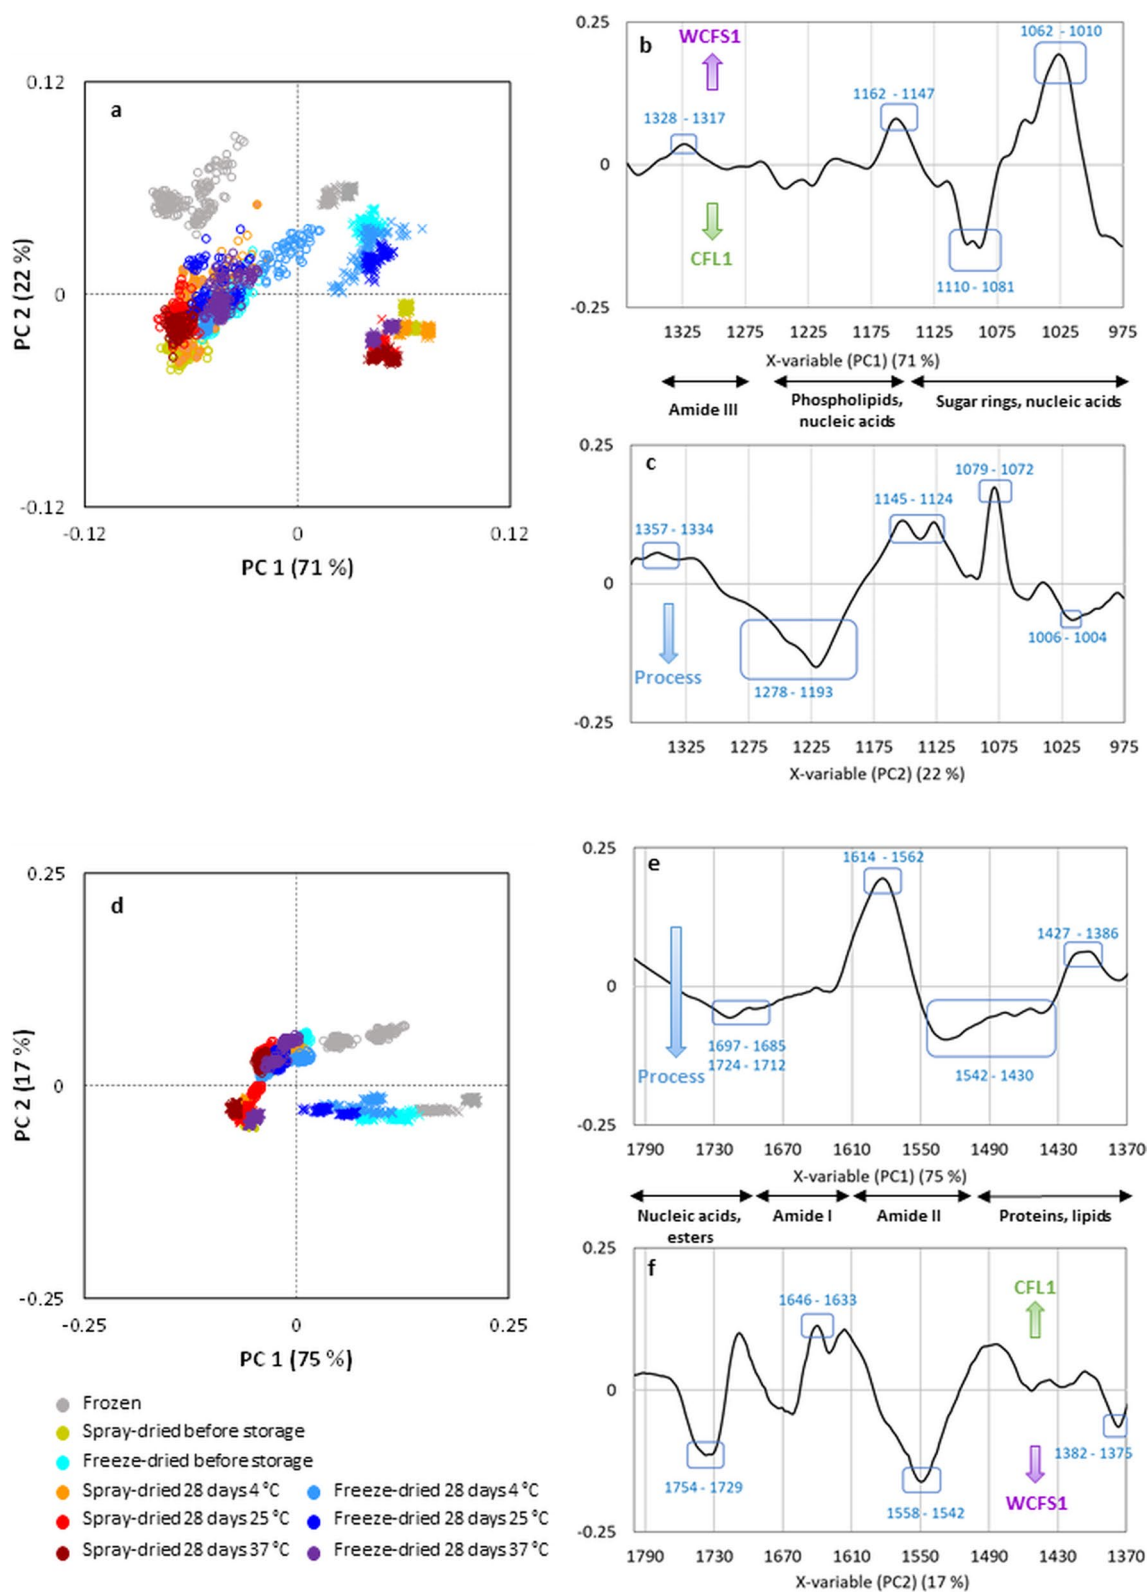 a
0.12
0
-0.12
-0.12
0
0.12
PC 2 (22 %)
PC 1 (71 %)
b
0.25
0
-0.25
WCFS1
CFL1
1328 - 1317
1162 - 1147
1062 - 1010
1110 - 1081
1325 1275 1225 1175 1125 1075 1025 975
X-variable (PC1) (71 %)
Amide III
Phospholipids,
nucleic acids
Sugar rings, nucleic acids
c
0.25
0
-0.25
1357 - 1334
1145 - 1124
1079 - 1072
1006 - 1004
Process
1278 - 1193
1325 1275 1225 1175 1125 1075 1025 975
X-variable (PC2) (22 %)
d
0.25
0
-0.25
-0.25
0
0.25
PC 2 (17 %)
PC 1 (75 %)
e
0.25
0
-0.25
1614 - 1562
1427 - 1386
1697 - 1685
1724 - 1712
Process
1542 - 1430
1790 1730 1670 1610 1550 1490 1430 1370
X-variable (PC1) (75 %)
Nucleic acids,
esters
Amide I
Amide II
Proteins, lipids
f
0.25
0
-0.25
CFL1
1646 - 1633
1382 - 1375
1754 - 1729
1558 - 1542
WCFS1
1790 1730 1670 1610 1550 1490 1430 1370
X-variable (PC2) (17 %)
Frozen
Spray-dried before storage
Freeze-dried before storage
Spray-dried 28 days 4 °C
Freeze-dried 28 days 4 °C
Spray-dried 28 days 25 °C
Freeze-dried 28 days 25 °C
Spray-dried 28 days 37 °C
Freeze-dried 28 days 37 °C